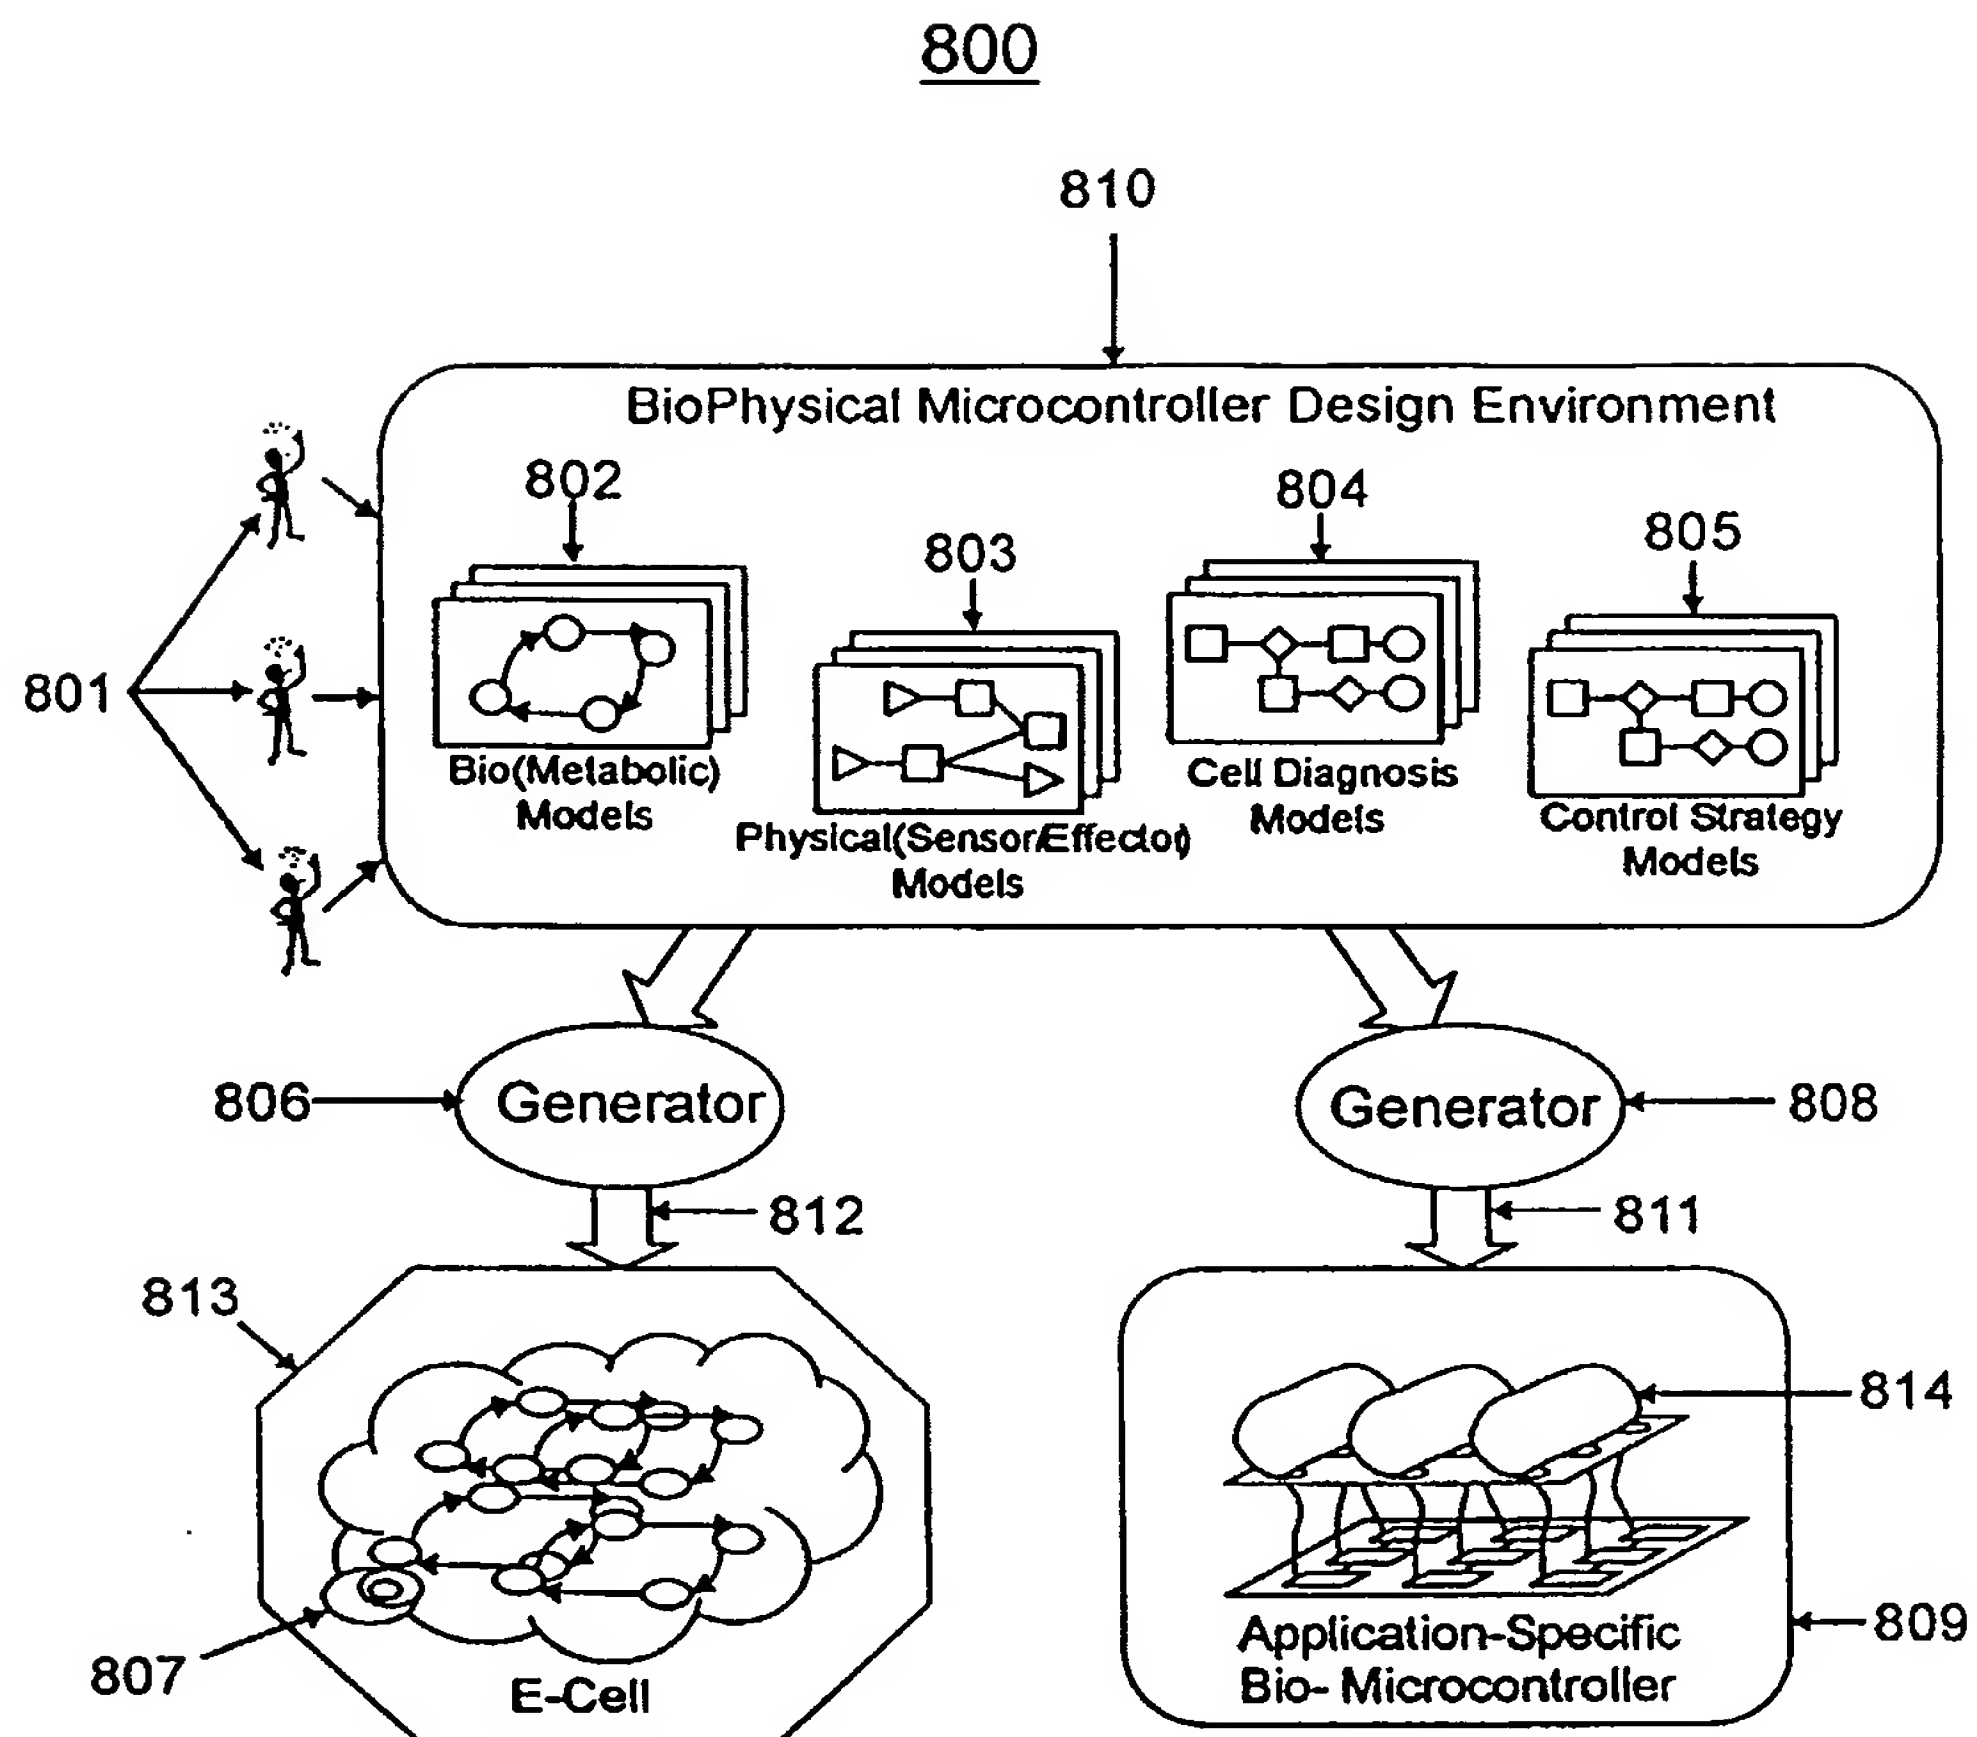 800
810
BioPhysical Microcontroller Design Environment
802
804
803
805
801
Bio(Metabolic)
Models
Cell Diagnosis
Models
Physical(Sensor/Effector)
Models
Control Strategy
Models
806
Generator
Generator
808
812
811
813
814
807
E-Cell
Application-Specific
Bio- Microcontroller
809